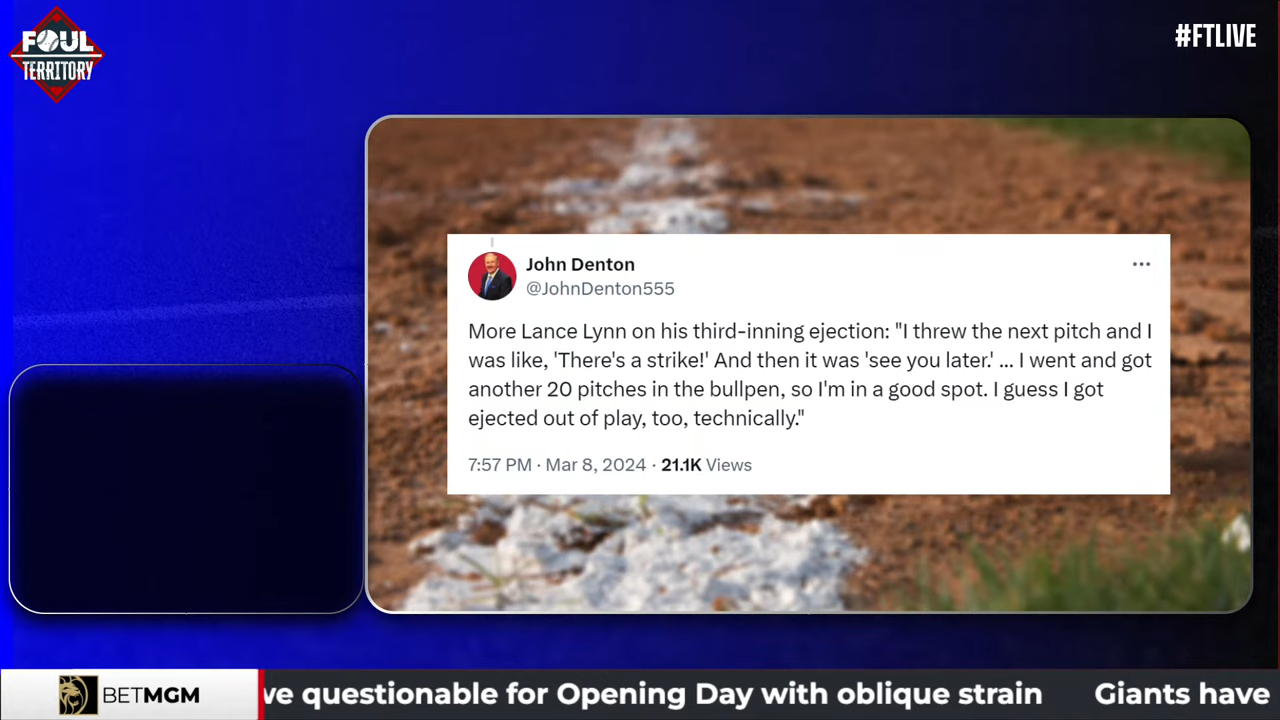 FOUL
TERRITORY
#FTLIVE
John Denton
@JohnDenton555
More Lance Lynn on his third-inning ejection: "I threw the next pitch and I
was like, 'There's a strike!' And then it was 'see you later.' ... I went and got
another 20 pitches in the bullpen, so I'm in a good spot. I guess I got
ejected out of play, too, technically."
7:57 PM · Mar 8, 2024 · 21.1K Views
BETMGM
ve questionable for Opening Day with oblique strain Giants have